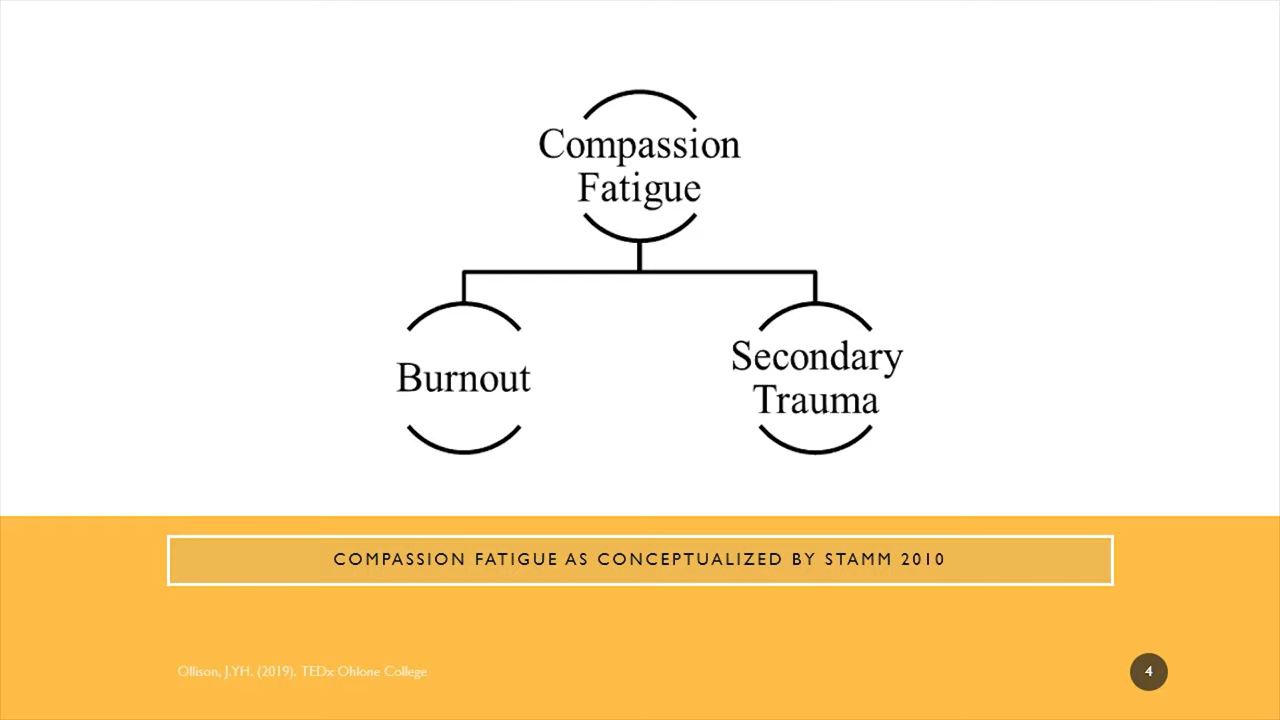 Compassion
Fatigue
Burnout
Secondary
Trauma
COMPASSION FATIGUE AS CONCEPTUALIZED BY STAMM 2010
Ollison, J.YH. (2019). TEDx Ohlone College
4